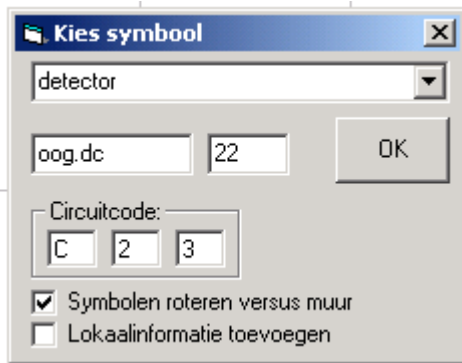 Kies symbool
detector
oog.dc 22 OK
Circuitcode:
C 2 3
Symbolen roteren versus muur
Lokaalinformatie toevoegen